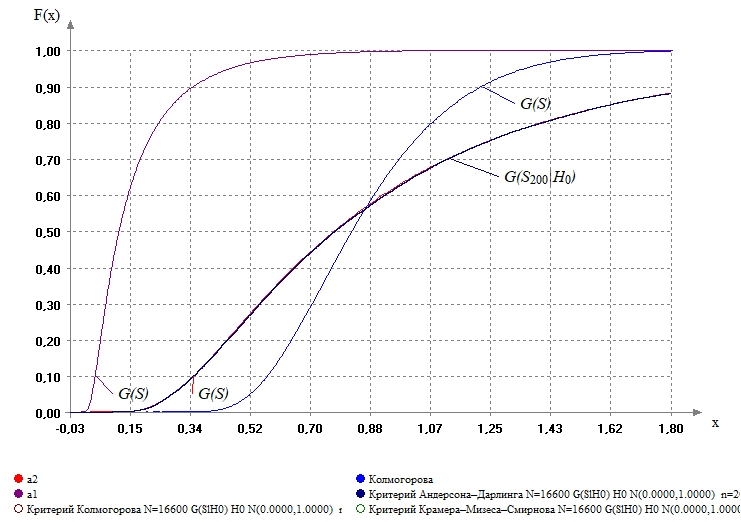 F(x)
1,00
0,90
G(S)
0,80
0,70
G(S200|H0)
0,60
0,50
0,40
0,30
0,20
0,10
G(S) G(S)
0,00
-0,03 0,15 0,34 0,52 0,70 0,88 1,07 1,25 1,43 1,62 1,80
x
a2 Колмогорова
a1 Критерий Андерсона–Дарлинга N=16600 G(S|H0) H0 N(0.0000,1.0000)
Критерий Колмогорова N=16600 G(S|H0) H0 N(0.0000,1.0000) Критерий Крамера–Мизеса–Смирнова N=16600 G(S|H0) H0 N(0.0000,1.0000